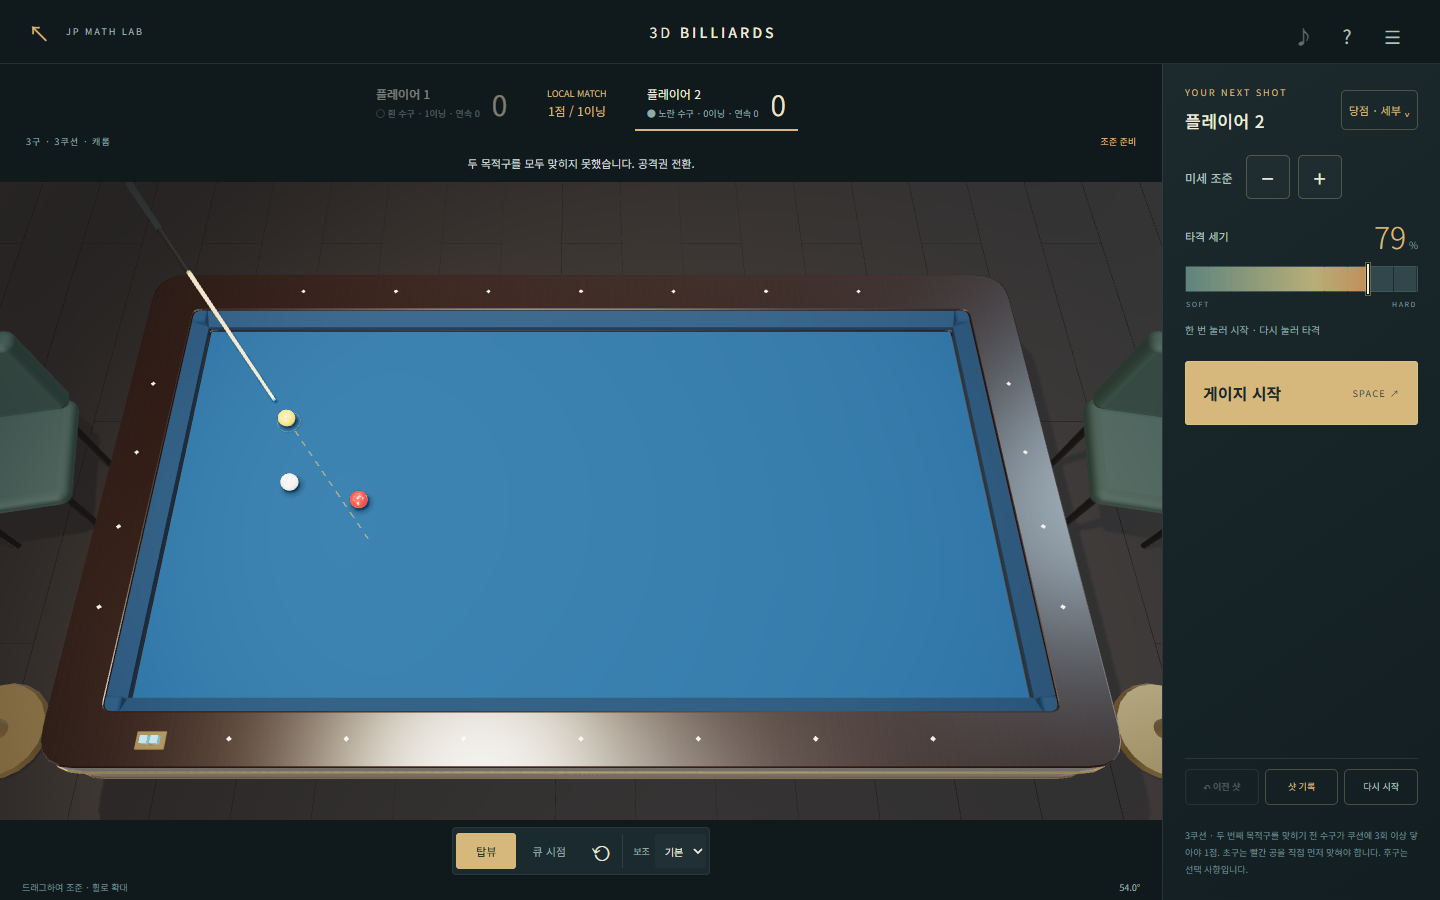 JP MATH LAB
3D BILLIARDS
?
플레이어 1
흰 수구 · 1이닝 · 연속 0
0
LOCAL MATCH
1점 / 1이닝
플레이어 2
노란 수구 · 0이닝 · 연속 0
0
3구 · 3쿠션 · 캐롬
조준 준비
두 목적구를 모두 맞히지 못했습니다. 공격권 전환.
YOUR NEXT SHOT
플레이어 2
당점 · 세부
미세 조준
− +
타격 세기
79 %
SOFT HARD
한 번 눌러 시작 · 다시 눌러 타격
게이지 시작 SPACE ↗
↶ 이전 샷
샷 기록
다시 시작
3쿠션 · 두 번째 목적구를 맞히기 전 수구가 쿠션에 3회 이상 닿
아야 1점. 초구는 빨간 공을 직접 먼저 맞혀야 합니다. 후구는
선택 사항입니다.
탑뷰
큐 시점
보조
기본
드래그하여 조준 · 휠로 확대
54.0°